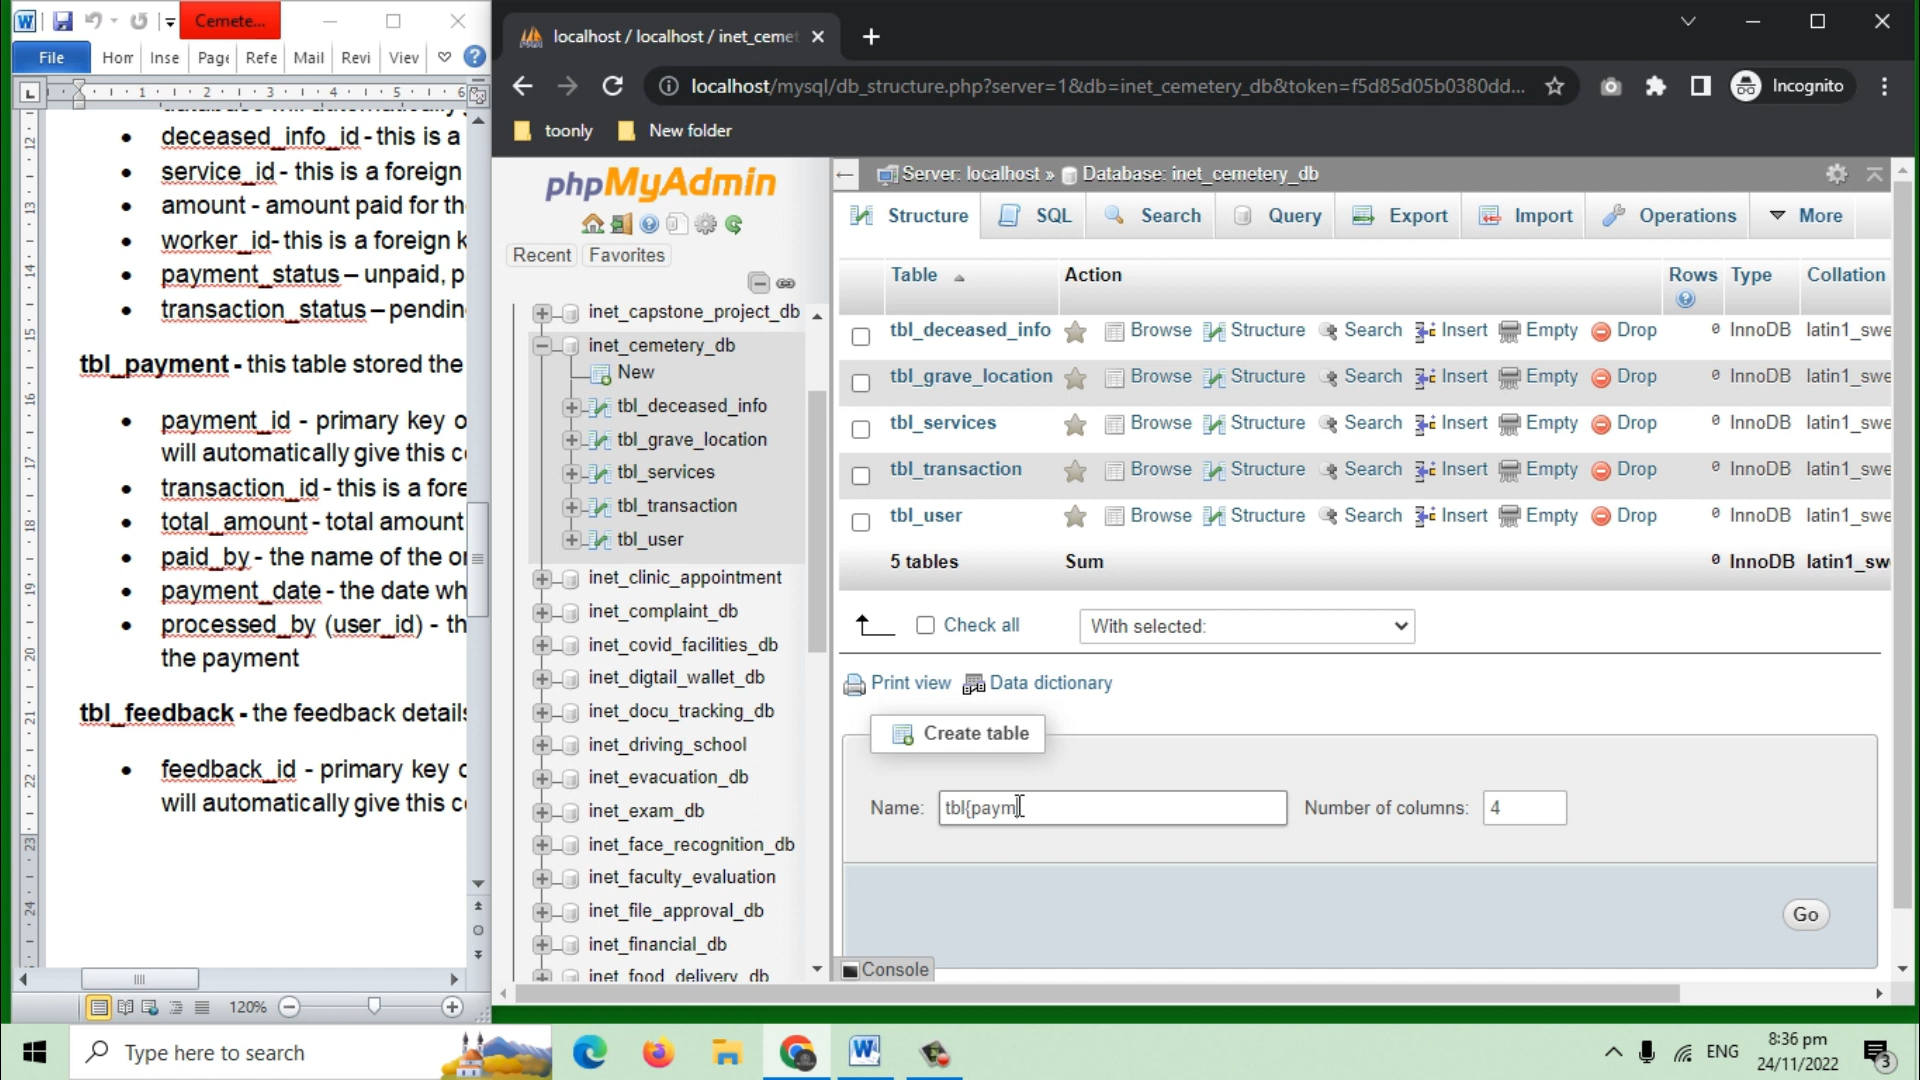 Cemete...
File Hom Inse Page Refe Mail Revi View
deceased_info_id - this is a
service_id - this is a foreign
amount - amount paid for th
worker_id- this is a foreign k
payment_status – unpaid, p
transaction_status – pendin
tbl_payment - this table stored the
payment_id - primary key o
will automatically give this c
transaction_id - this is a fore
total_amount - total amount
paid_by - the name of the o
payment_date - the date wh
processed_by (user_id) - th
the payment
tbl_feedback - the feedback details
feedback_id - primary key o
will automatically give this c
120%
localhost / localhost / inet_cemet
localhost/mysql/db_structure.php?server=1&db=inet_cemetery_db&token=f5d85d05b0380dd...
Incognito
toonly New folder
phpMyAdmin
Recent Favorites
inet_capstone_project_db
inet_cemetery_db
New
tbl_deceased_info
tbl_grave_location
tbl_services
tbl_transaction
tbl_user
inet_clinic_appointment
inet_complaint_db
inet_covid_facilities_db
inet_digtail_wallet_db
inet_docu_tracking_db
inet_driving_school
inet_evacuation_db
inet_exam_db
inet_face_recognition_db
inet_faculty_evaluation
inet_file_approval_db
inet_financial_db
inet_food_delivery_db
Server: localhost » Database: inet_cemetery_db
Structure SQL Search Query Export Import Operations More
Table Action Rows Type Collation
tbl_deceased_info Browse Structure Search Insert Empty Drop 0 InnoDB latin1_swe
tbl_grave_location Browse Structure Search Insert Empty Drop 0 InnoDB latin1_swe
tbl_services Browse Structure Search Insert Empty Drop 0 InnoDB latin1_swe
tbl_transaction Browse Structure Search Insert Empty Drop 0 InnoDB latin1_swe
tbl_user Browse Structure Search Insert Empty Drop 0 InnoDB latin1_swe
5 tables Sum 0 InnoDB latin1_swe
Check all With selected:
Print view Data dictionary
Create table
Name: tbl{paym Number of columns: 4
Go
Console
Type here to search
ENG
8:36 pm
24/11/2022
3